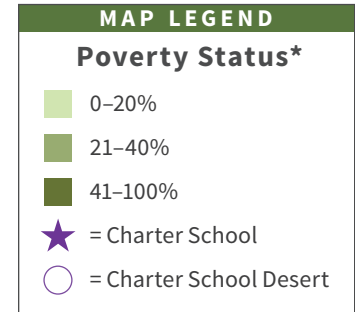 MAP LEGEND
Poverty Status*
0–20%
21–40%
41–100%
= Charter School
= Charter School Desert